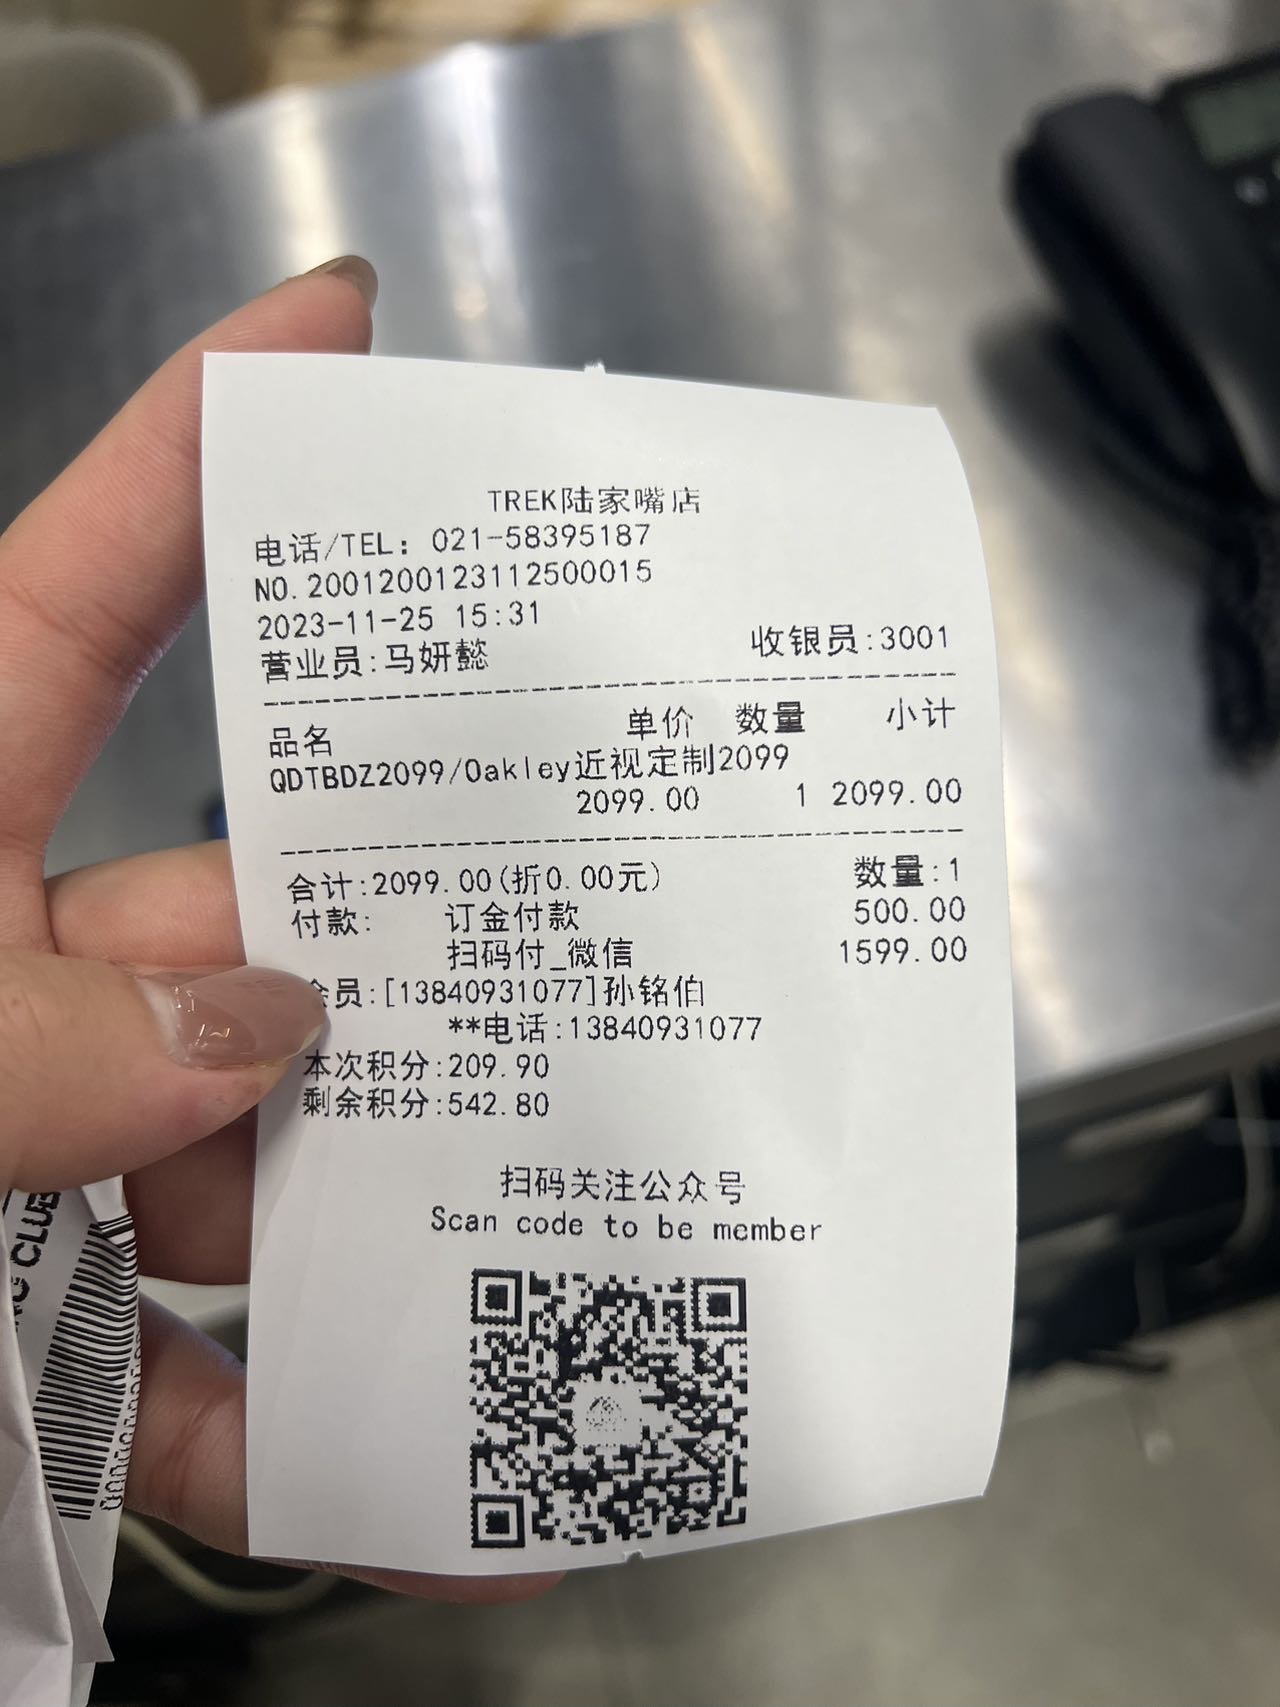 TREK陆家嘴店
电话/TEL: 021-58395187
NO.2001200123112500015
2023-11-25 15:31
营业员:马妍懿 收银员:3001
品名 单价 数量 小计
QDTBDZ2099/Oakley近视定制2099
2099.00 1 2099.00
合计:2099.00(折0.00元) 数量:1
付款: 订金付款 500.00
扫码付_微信 1599.00
会员:[13840931077]孙铭伯
**电话:13840931077
本次积分:209.90
剩余积分:542.80
扫码关注公众号
Scan code to be member
CLUB